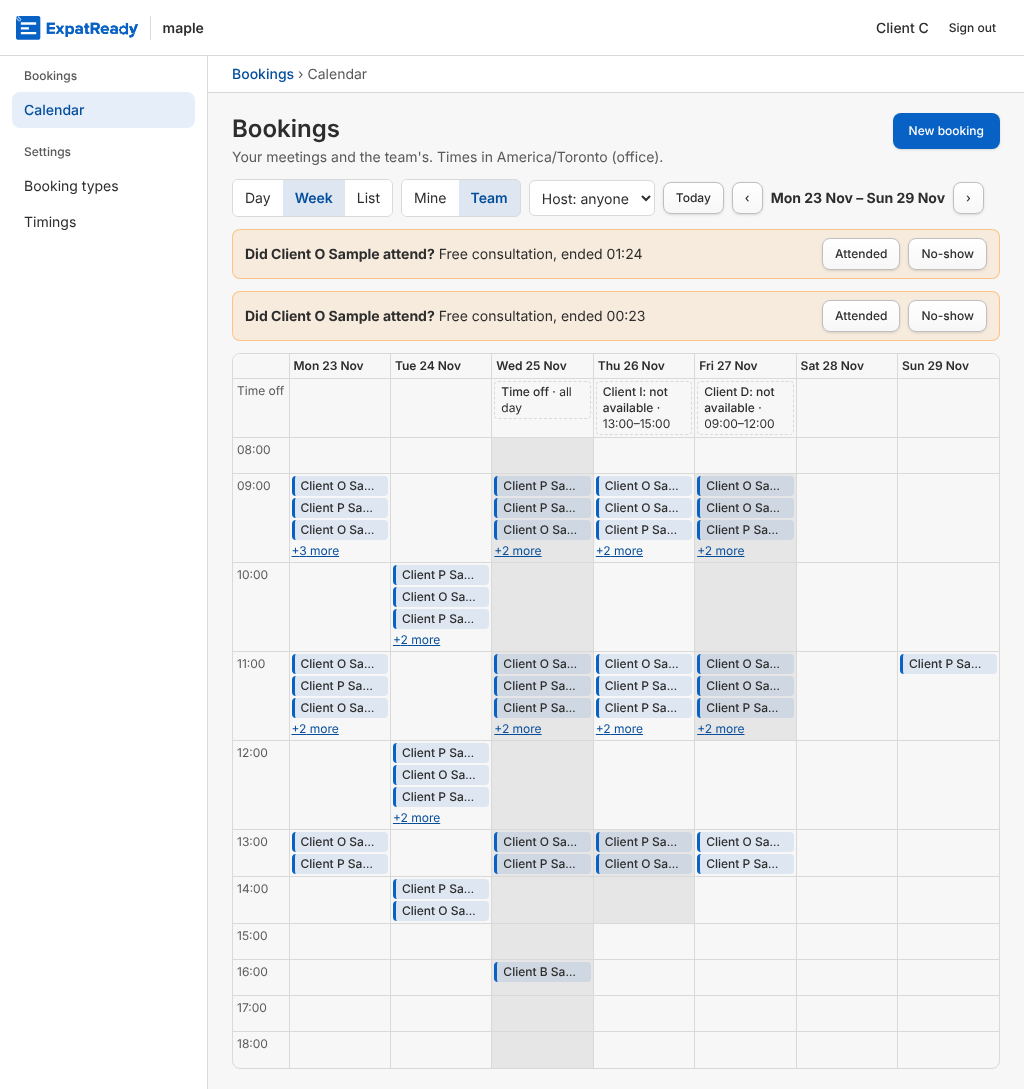 ExpatReady
maple
Client C
Sign out
Bookings
Calendar
Settings
Booking types
Timings
Bookings › Calendar
Bookings
New booking
Your meetings and the team's. Times in America/Toronto (office).
Day Week List Mine Team Host: anyone Today ‹ Mon 23 Nov – Sun 29 Nov ›
Did Client O Sample attend? Free consultation, ended 01:24 Attended No-show
Did Client O Sample attend? Free consultation, ended 00:23 Attended No-show
Mon 23 Nov Tue 24 Nov Wed 25 Nov Thu 26 Nov Fri 27 Nov Sat 28 Nov Sun 29 Nov
Time off
Time off · all
day
Client I: not
available ·
13:00–15:00
Client D: not
available ·
09:00–12:00
08:00
09:00
Client O Sa...
Client P Sa...
Client O Sa...
+3 more
Client P Sa...
Client P Sa...
Client O Sa...
+2 more
Client O Sa...
Client O Sa...
Client P Sa...
+2 more
Client O Sa...
Client O Sa...
Client P Sa...
+2 more
10:00
Client P Sa...
Client O Sa...
Client P Sa...
+2 more
11:00
Client O Sa...
Client P Sa...
Client O Sa...
+2 more
Client O Sa...
Client P Sa...
Client P Sa...
+2 more
Client O Sa...
Client P Sa...
Client P Sa...
+2 more
Client O Sa...
Client O Sa...
Client P Sa...
+2 more
Client P Sa...
12:00
Client P Sa...
Client O Sa...
Client P Sa...
+2 more
13:00
Client O Sa...
Client P Sa...
Client O Sa...
Client P Sa...
Client P Sa...
Client O Sa...
Client O Sa...
Client P Sa...
14:00
Client P Sa...
Client O Sa...
15:00
16:00
Client B Sa...
17:00
18:00